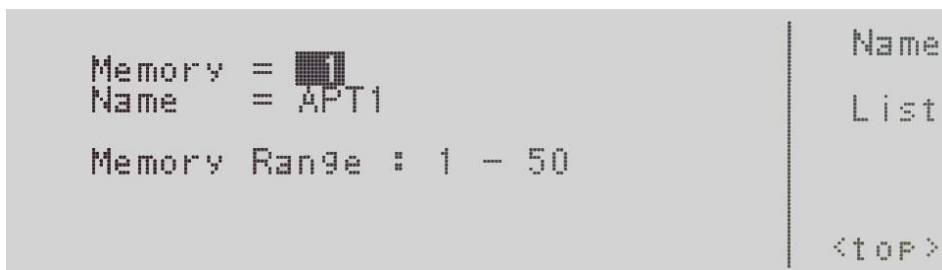 Memory = 1
Name = APT1
Memory Range : 1 - 50
Name
List
<top>